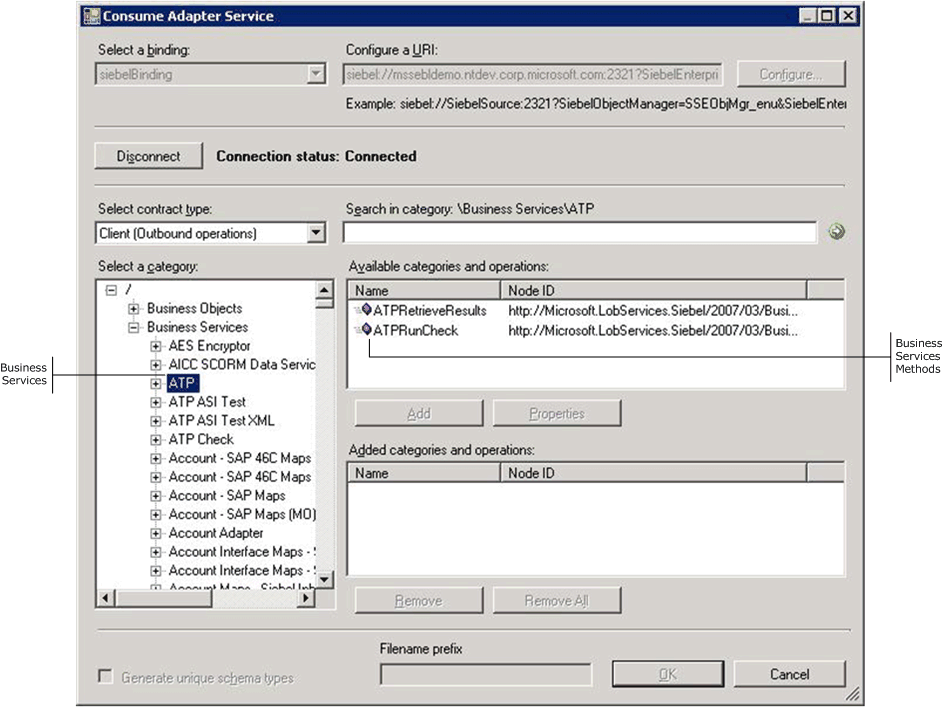 Consume Adapter Service
Select a binding:
siebelBinding
Configure a URI:
siebel://mssebldemo.ntdev.corp.microsoft.com:2321?SiebelEnterpri
Configure...
Example: siebel://SiebelSource:2321?SiebelObjectManager=SSEObjMgr_enu&SiebelEnter
Disconnect
Connection status: Connected
Select contract type:
Client (Outbound operations)
Search in category: \Business Services\ATP
Select a category:
/
Business Objects
Business Services
AES Encryptor
AICC SCORM Data Servic
ATP
ATP ASI Test
ATP ASI Test XML
ATP Check
Account - SAP 46C Maps
Account - SAP 46C Maps
Account - SAP Maps
Account - SAP Maps (MO)
Account Adapter
Account Interface Maps -
Account Interface Maps -
Account Maps - Siebel Inb
Available categories and operations:
Name Node ID
ATPRetrieveResults http://Microsoft.LobServices.Siebel/2007/03/Busi...
ATPRunCheck http://Microsoft.LobServices.Siebel/2007/03/Busi...
Add
Properties
Added categories and operations:
Name Node ID
Remove
Remove All
Generate unique schema types
Filename prefix
OK
Cancel
Business
Services
Business
Services
Methods